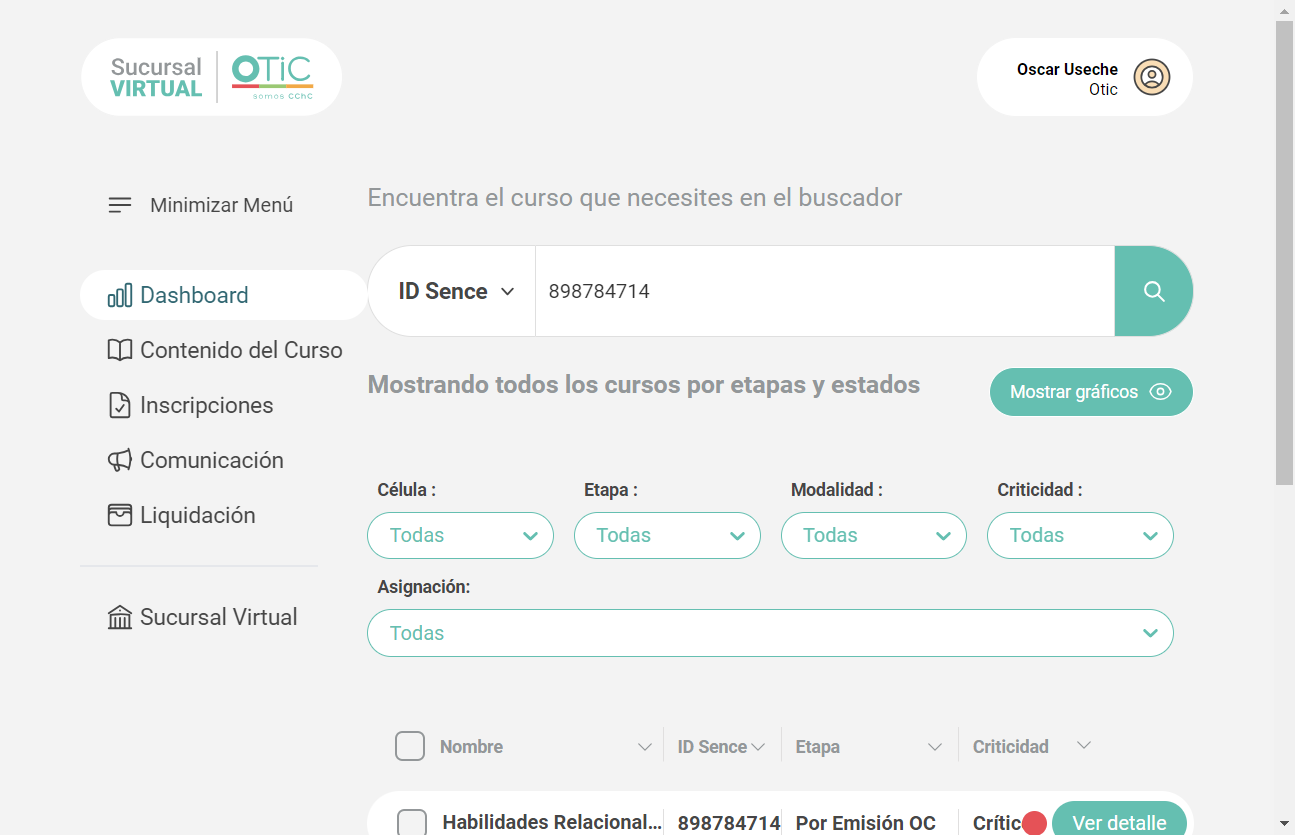 Sucursal
VIRTUAL
OTiC
somos CChC
Oscar Useche
Otic
Minimizar Menú
Encuentra el curso que necesites en el buscador
Dashboard
ID Sence
898784714
Contenido del Curso
Mostrando todos los cursos por etapas y estados
Mostrar gráficos
Inscripciones
Comunicación
Liquidación
Célula :
Etapa :
Modalidad :
Criticidad :
Todas
Todas
Todas
Todas
Asignación:
Sucursal Virtual
Todas
Nombre
ID Sence
Etapa
Criticidad
Habilidades Relacional...
898784714
Por Emisión OC
Crític
Ver detalle